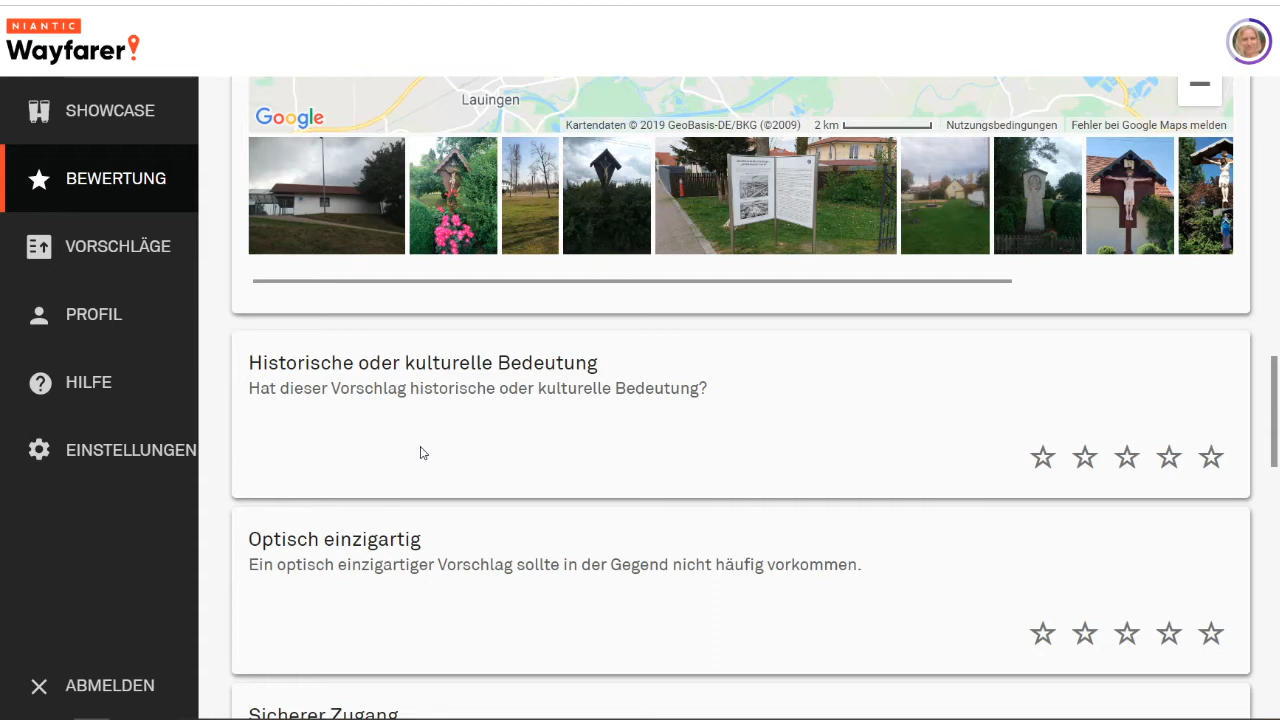 NIANTIC
Wayfarer
SHOWCASE
BEWERTUNG
VORSCHLÄGE
PROFIL
HILFE
EINSTELLUNGEN
ABMELDEN
Lauingen
Google
Kartendaten © 2019 GeoBasis-DE/BKG (©2009)
2 km
Nutzungsbedingungen
Fehler bei Google Maps melden
Historische oder kulturelle Bedeutung
Hat dieser Vorschlag historische oder kulturelle Bedeutung?
Optisch einzigartig
Ein optisch einzigartiger Vorschlag sollte in der Gegend nicht häufig vorkommen.
Sicherer Zugang